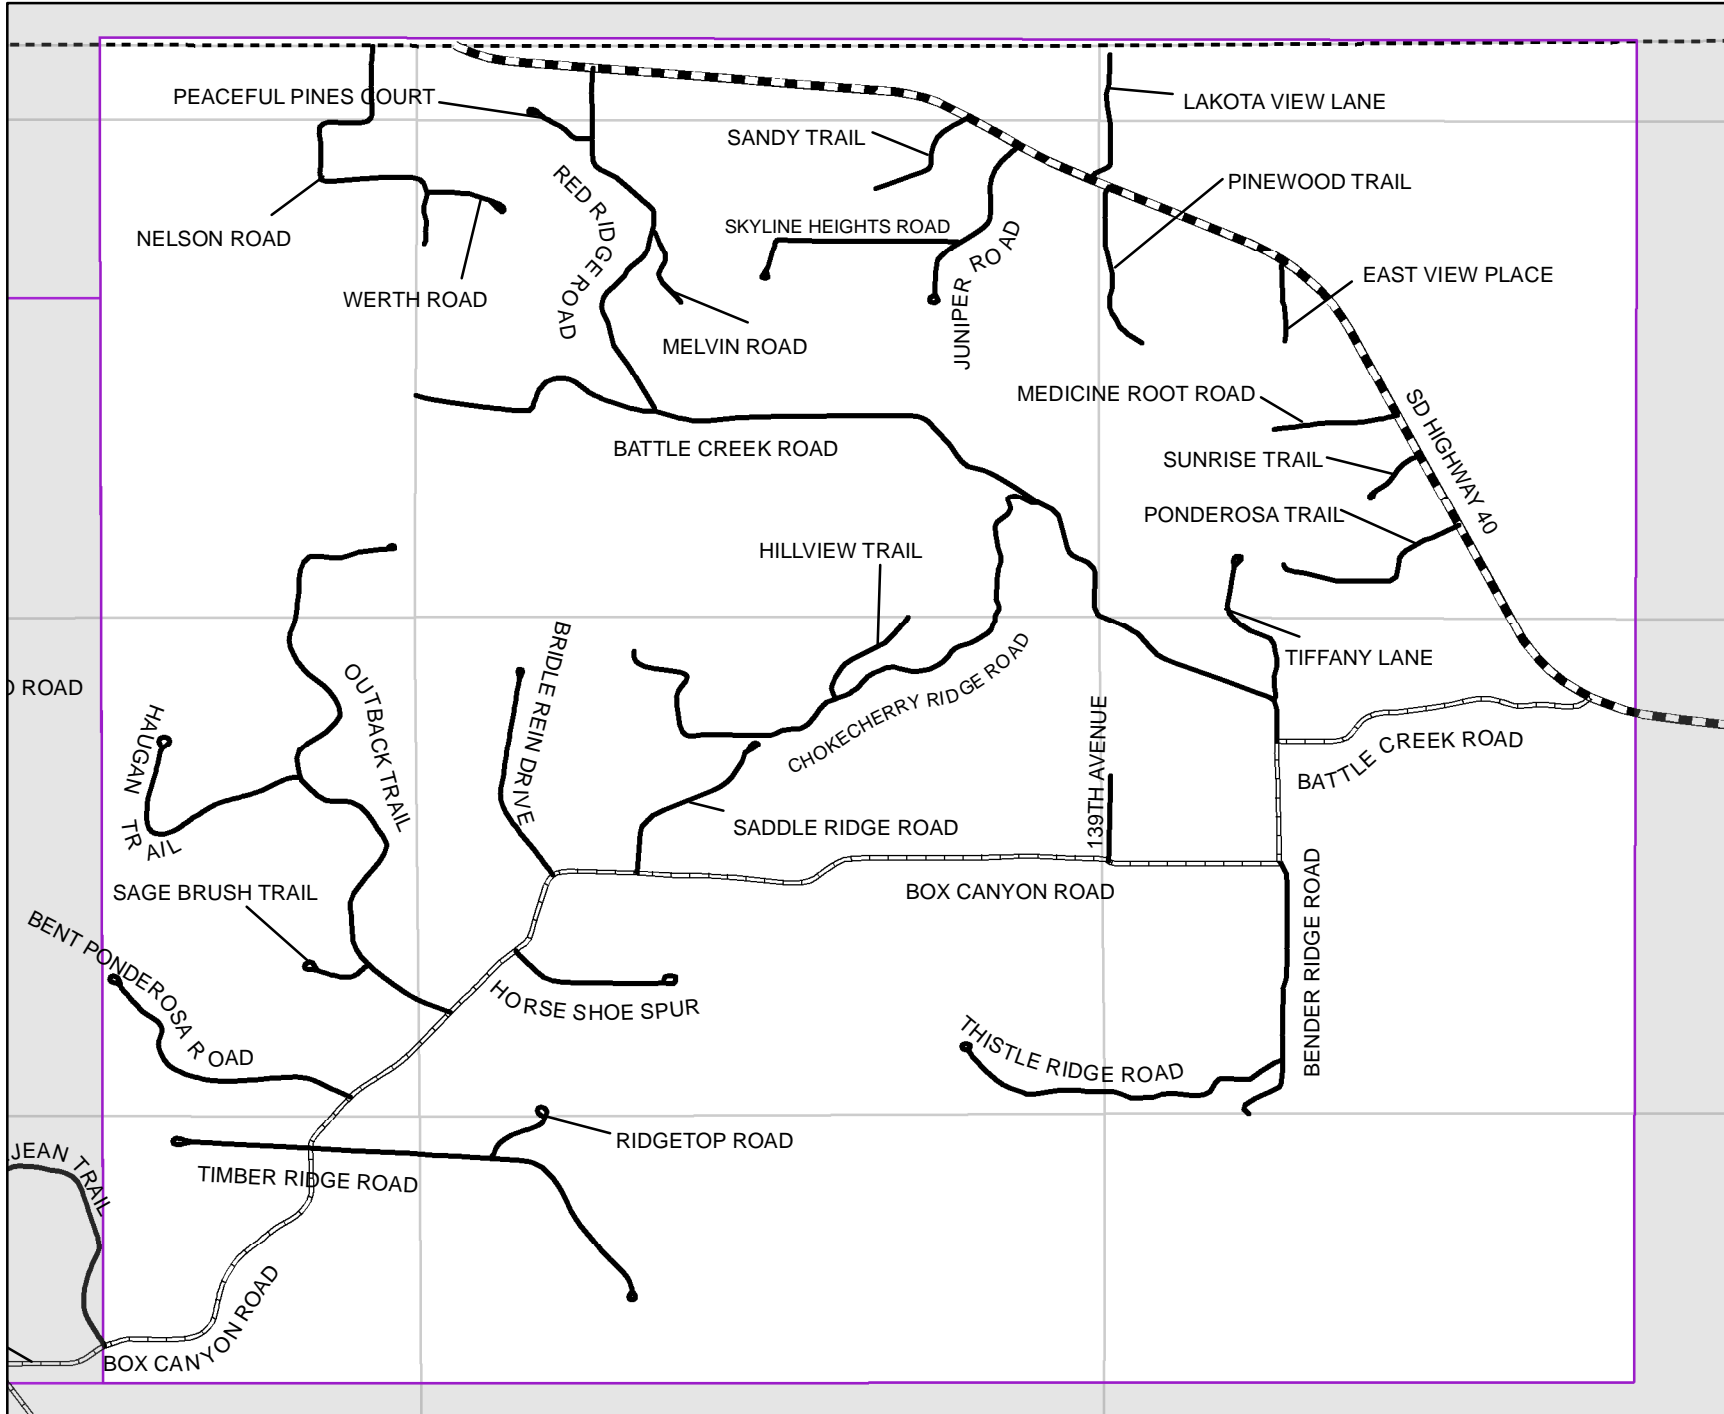 PEACEFUL PINES COURT
LAKOTA VIEW LANE
SANDY TRAIL
PINEWOOD TRAIL
RED RIDGE ROAD
NELSON ROAD
SKYLINE HEIGHTS ROAD
JUNIPER ROAD
EAST VIEW PLACE
WERTH ROAD
MELVIN ROAD
MEDICINE ROOT ROAD
SD HIGHWAY 40
BATTLE CREEK ROAD
SUNRISE TRAIL
PONDEROSA TRAIL
HILLVIEW TRAIL
TIFFANY LANE
ROAD
OUTBACK TRAIL
BRIDLE REIN DRIVE
CHOKECHERRY RIDGE ROAD
HAUGAN TRAIL
139TH AVENUE
BATTLE CREEK ROAD
SADDLE RIDGE ROAD
SAGE BRUSH TRAIL
BOX CANYON ROAD
BENDER RIDGE ROAD
BENT PONDEROSA ROAD
HORSE SHOE SPUR
THISTLE RIDGE ROAD
RIDGETOP ROAD
JEAN TRAIL
TIMBER RIDGE ROAD
BOX CANYON ROAD